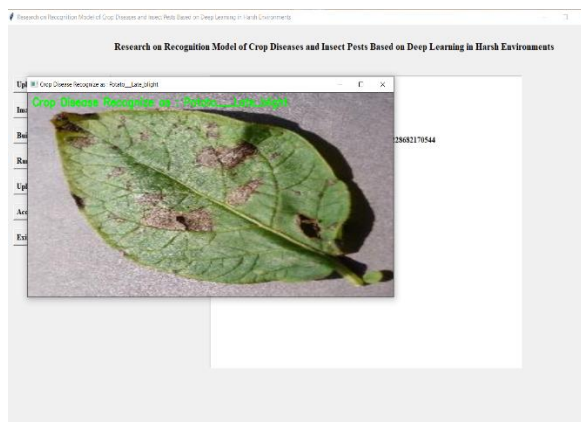 Research on Recognition Model of Crop Diseases and Insect Pests Based on Deep Learning in Harsh Environments
Research on Recognition Model of Crop Diseases and Insect Pests Based on Deep Learning in Harsh Environments
Upl
Crop Disease Recognize as : Potato___Late_blight
Crop Disease Recognize as : Potato___Late_blight
Ima
Bui
28682170544
Run
Upl
Acc
Exi